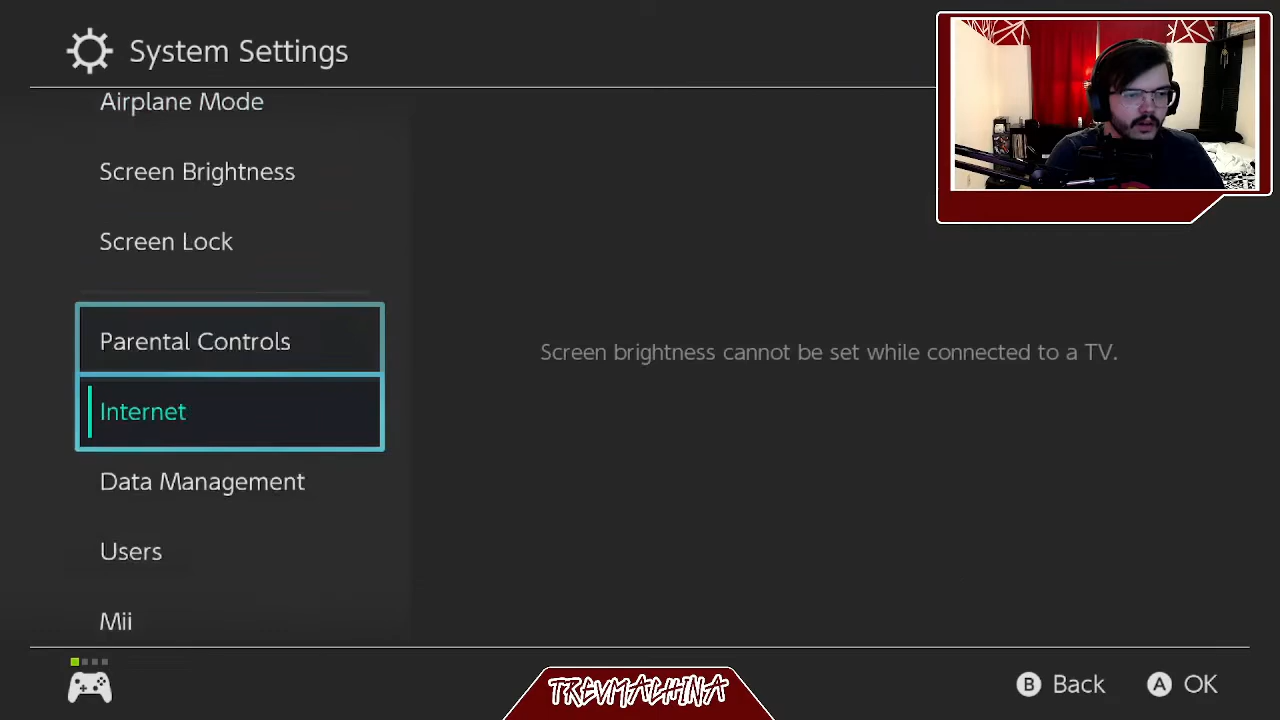 System Settings
Airplane Mode
Screen Brightness
Screen Lock
Parental Controls
Internet
Data Management
Users
Mii
Screen brightness cannot be set while connected to a TV.
TREVMACHINA
B Back
A OK